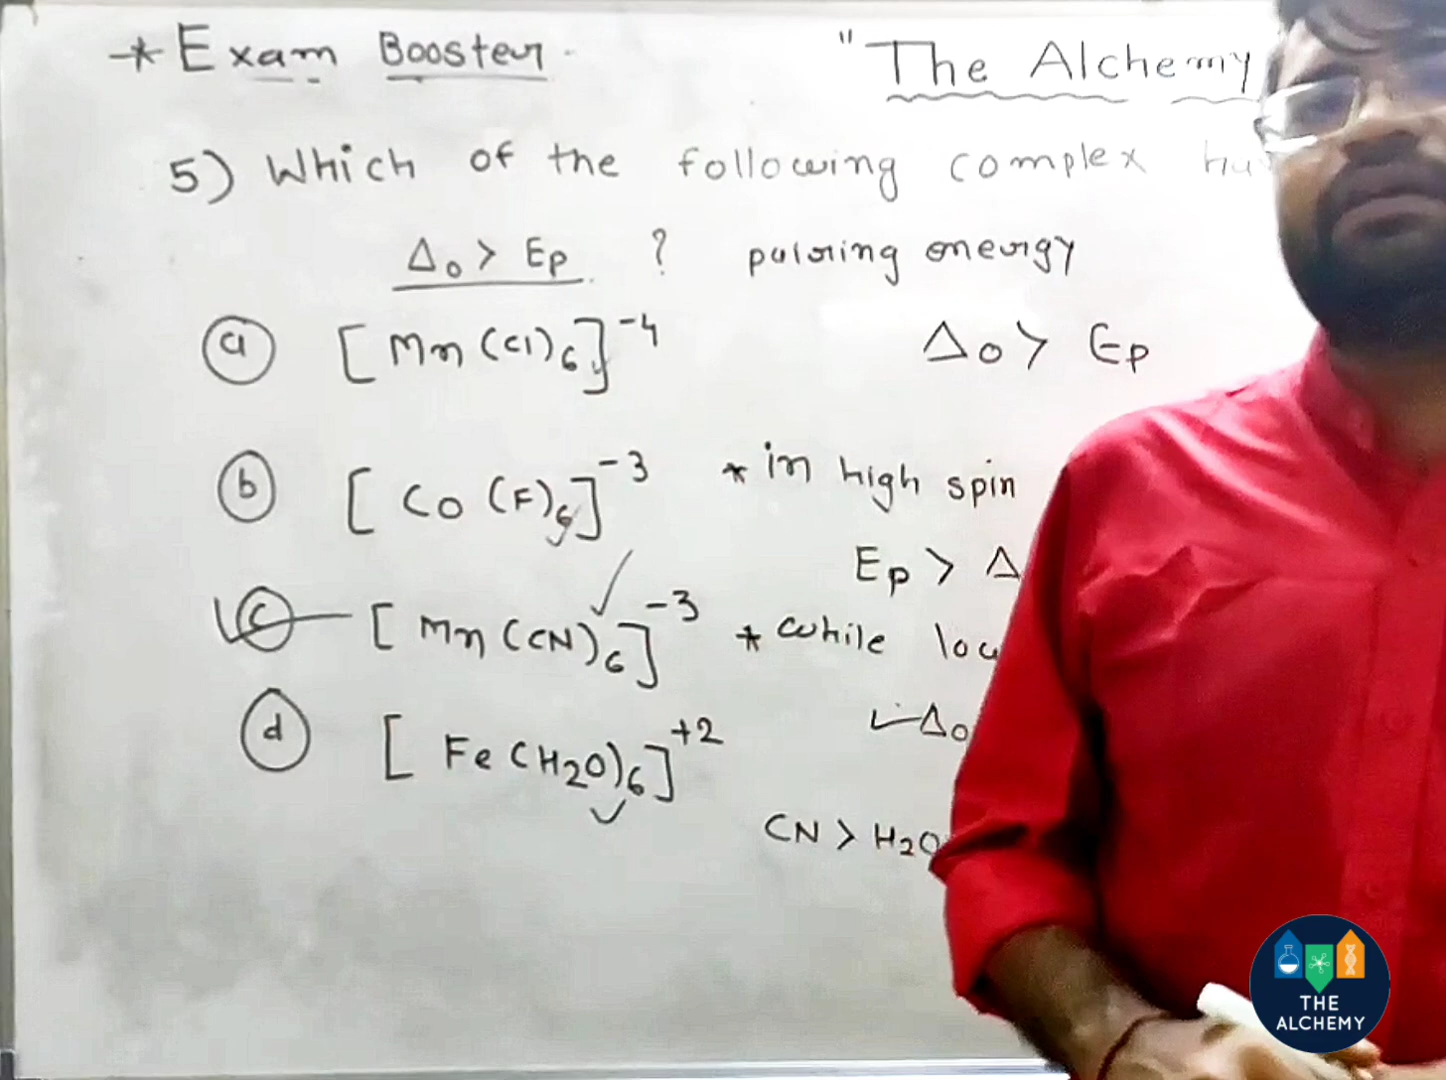 * Exam Booster
"The Alchemy
5) Which of the following complex
Δo > Ep ? pairing energy
a [Mn(Cl)6]-4
Δo > Ep
b [Co(F)6]-3
* in high spin
Ep > Δ
c [Mn(CN)6]-3
* while
d [Fe(H2O)6]+2
Δo
CN > H2O
THE
ALCHEMY